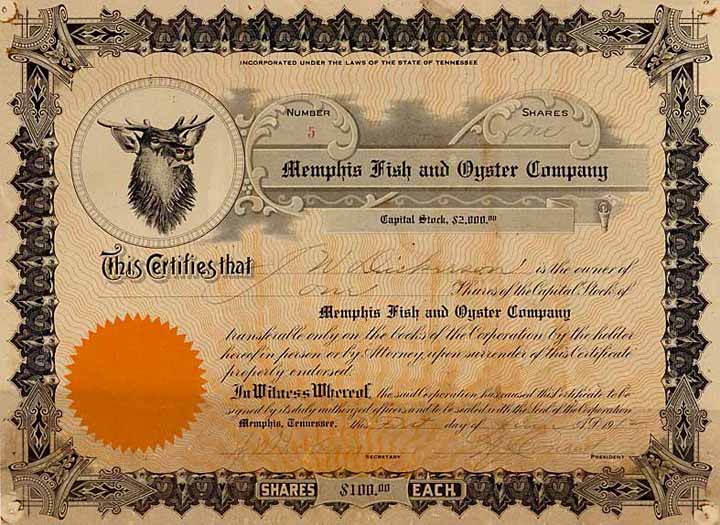 INCORPORATED UNDER THE LAWS OF THE STATE OF TENNESSEE
NUMBER
5
SHARES
one
Memphis Fish and Oyster Company
Capital Stock, $2,000.00
This Certifies that J W Dickerson is the owner of
one Shares of the Capital Stock of
Memphis Fish and Oyster Company
transferable only on the books of the Corporation by the holder
hereof in person or by Attorney, upon surrender of this Certificate
properly endorsed.
In Witness Whereof, the said Corporation has caused this Certificate to be
signed by its duly authorized officers and to be sealed with the Seal of the Corporation
Memphis, Tennessee, this First day of A.D. 191
SECRETARY
PRESIDENT
SHARES $100.00 EACH